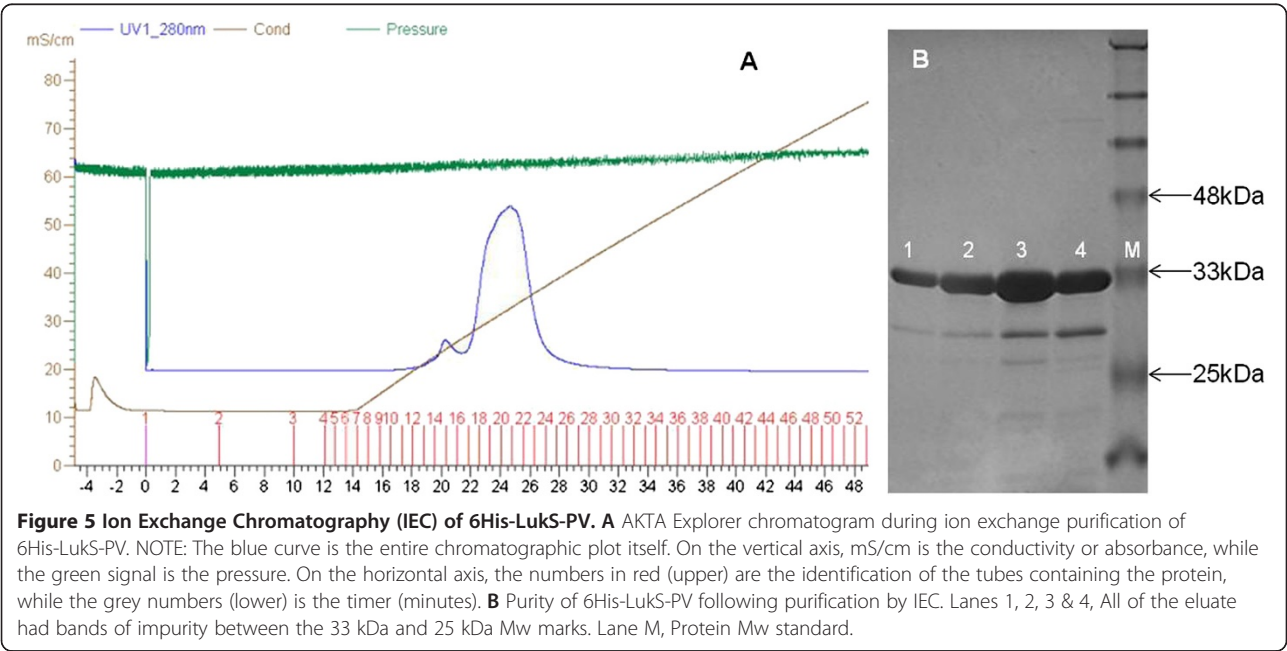 UV1_280nm Cond Pressure
mS/cm
A
80
70
60
50
40
30
20
10
0
1 2 3 4 5 6 7 8 9 10 12 14 16 18 20 22 24 26 28 30 32 34 36 38 40 42 44 46 48 50 52
-4 -2 0 2 4 6 8 10 12 14 16 18 20 22 24 26 28 30 32 34 36 38 40 42 44 46 48
B
48kDa
1 2 3 4 M
33kDa
25kDa
Figure 5 Ion Exchange Chromatography (IEC) of 6His-LukS-PV. A AKTA Explorer chromatogram during ion exchange purification of
6His-LukS-PV. NOTE: The blue curve is the entire chromatographic plot itself. On the vertical axis, mS/cm is the conductivity or absorbance, while
the green signal is the pressure. On the horizontal axis, the numbers in red (upper) are the identification of the tubes containing the protein,
while the grey numbers (lower) is the timer (minutes). B Purity of 6His-LukS-PV following purification by IEC. Lanes 1, 2, 3 & 4, All of the eluate
had bands of impurity between the 33 kDa and 25 kDa Mw marks. Lane M, Protein Mw standard.